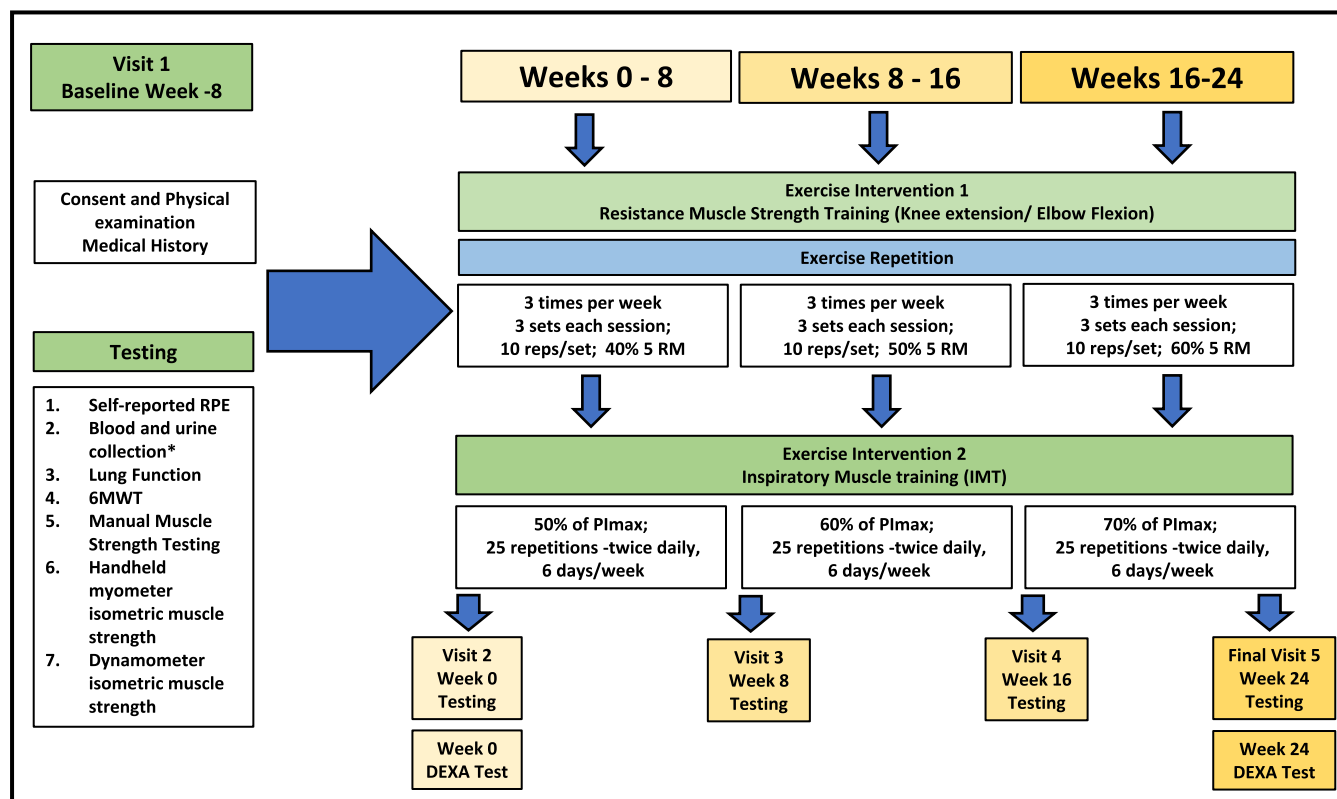 Visit 1
Baseline Week -8
Consent and Physical
examination
Medical History
Testing
1. Self-reported RPE
2. Blood and urine
collection*
3. Lung Function
4. 6MWT
5. Manual Muscle
Strength Testing
6. Handheld
myometer
isometric muscle
strength
7. Dynamometer
isometric muscle
strength
Weeks 0 - 8
Weeks 8 - 16
Weeks 16-24
Exercise Intervention 1
Resistance Muscle Strength Training (Knee extension/ Elbow Flexion)
Exercise Repetition
3 times per week
3 sets each session;
10 reps/set; 40% 5 RM
3 times per week
3 sets each session;
10 reps/set; 50% 5 RM
3 times per week
3 sets each session;
10 reps/set; 60% 5 RM
Exercise Intervention 2
Inspiratory Muscle training (IMT)
50% of PImax;
25 repetitions -twice daily,
6 days/week
60% of PImax;
25 repetitions -twice daily,
6 days/week
70% of PImax;
25 repetitions -twice daily,
6 days/week
Visit 2
Week 0
Testing
Week 0
DEXA Test
Visit 3
Week 8
Testing
Visit 4
Week 16
Testing
Final Visit 5
Week 24
Testing
Week 24
DEXA Test